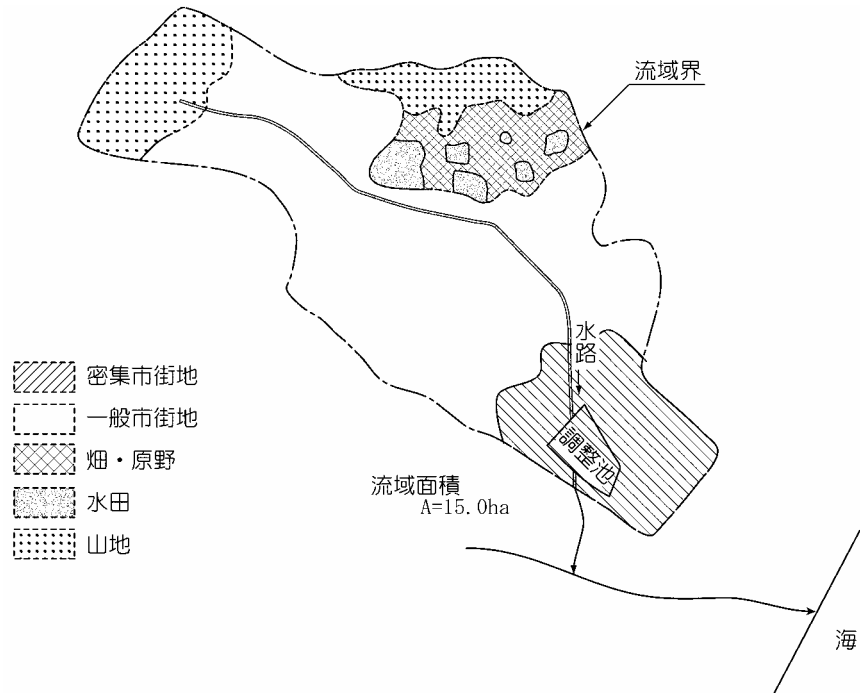 流域界
水路
調整池
密集市街地
一般市街地
畑・原野
水田
山地
流域面積
A=15.0ha
海